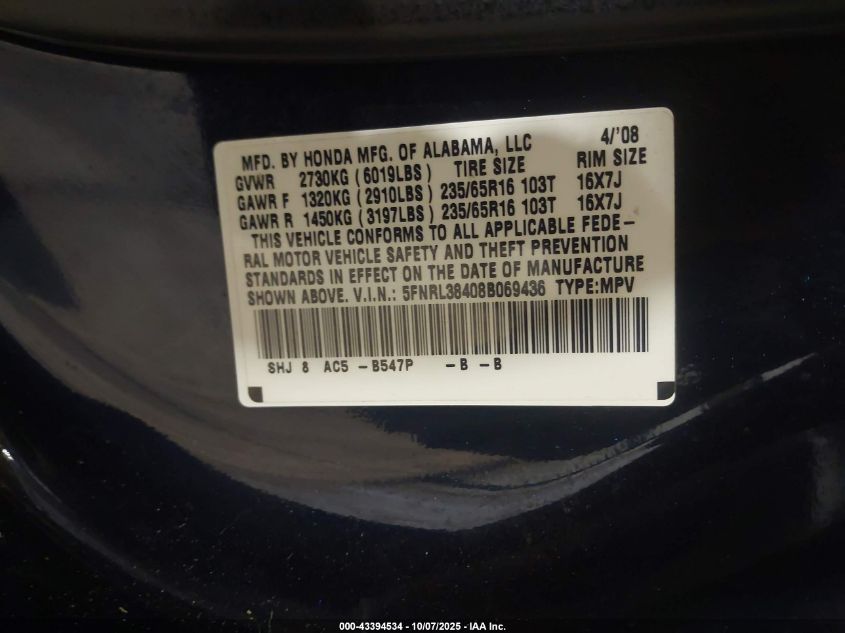 MFD. BY HONDA MFG. OF ALABAMA, LLC 4/'08
GVWR 2730KG (6019LBS) TIRE SIZE RIM SIZE
GAWR F 1320KG (2910LBS) 235/65R16 103T 16X7J
GAWR R 1450KG (3197LBS) 235/65R16 103T 16X7J
THIS VEHICLE CONFORMS TO ALL APPLICABLE FEDE-
RAL MOTOR VEHICLE SAFETY AND THEFT PREVENTION
STANDARDS IN EFFECT ON THE DATE OF MANUFACTURE
SHOWN ABOVE. V.I.N.: 5FNRL38408B069436 TYPE:MPV
SHJ 8 AC5 -B547P -B -B
000-43394534 - 10/07/2025 - IAA Inc.